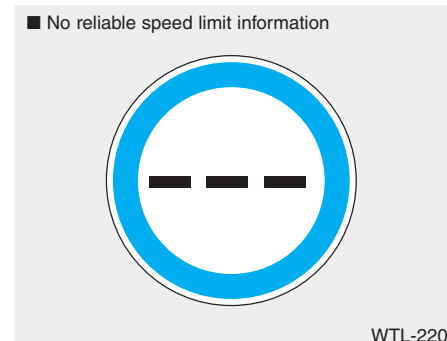 ■ No reliable speed limit information
– – –
WTL-220